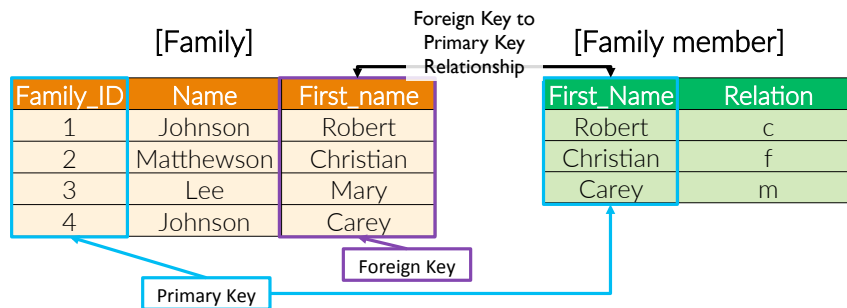 Foreign Key to
Primary Key
Relationship
[Family]
[Family member]
Family_ID Name First_name
1 Johnson Robert
2 Matthewson Christian
3 Lee Mary
4 Johnson Carey
First_Name Relation
Robert c
Christian f
Carey m
Foreign Key
Primary Key